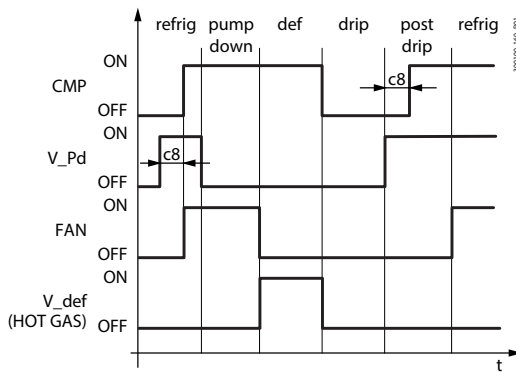 refrig pump down def drip post drip refrig
CMP ON OFF c8
V_Pd ON OFF c8
FAN ON OFF
V_def (HOT GAS) ON OFF
t